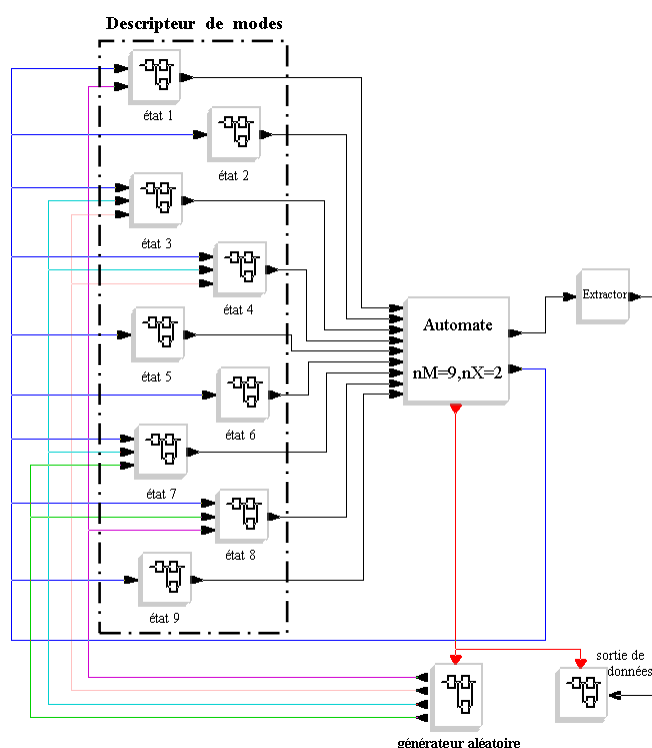 Descripteur de modes
état 1
état 2
état 3
état 4
état 5
état 6
état 7
état 8
état 9
Automate
nM=9,nX=2
Extractor
sortie de
données
générateur aléatoire